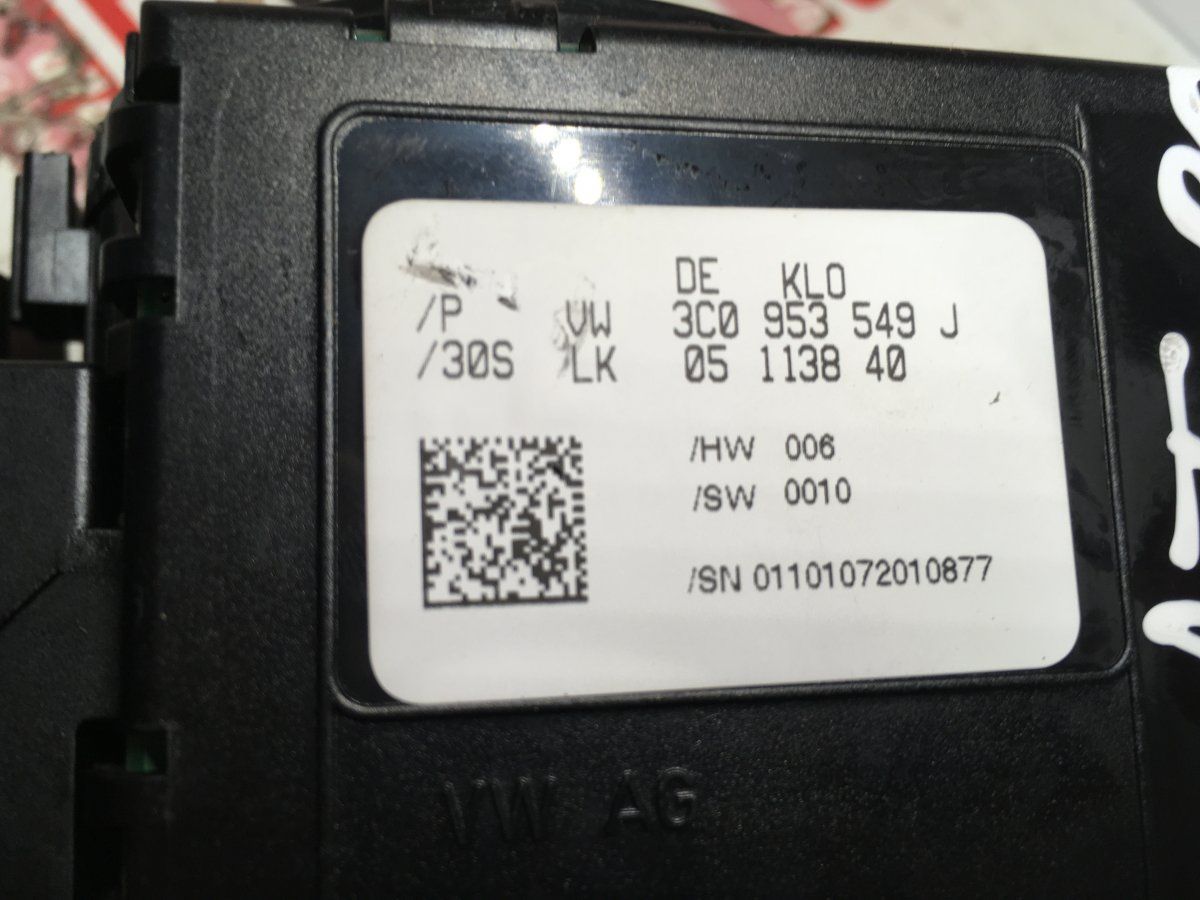 DE KLO
/P VW 3C0 953 549 J
/30S LK 05 1138 40
/HW 006
/SW 0010
/SN 01101072010877
VW AG